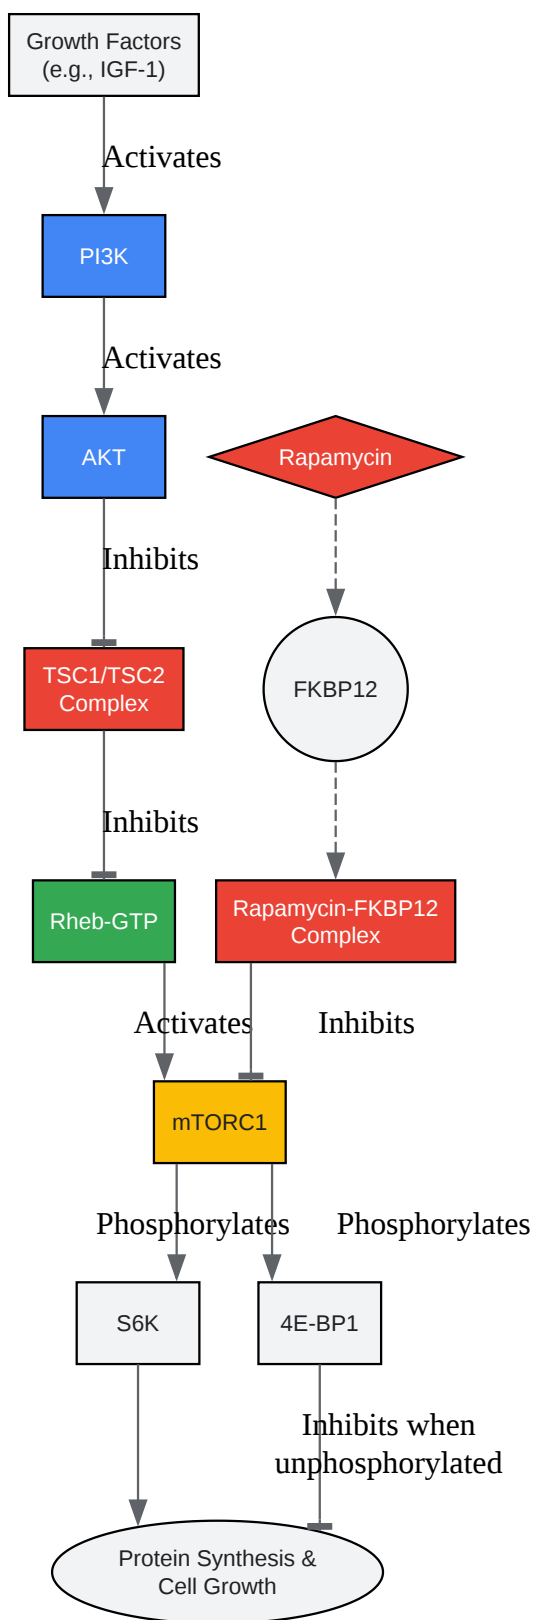 Growth Factors
(e.g., IGF-1)
Activates
PI3K
Activates
AKT
Rapamycin
Inhibits
TSC1/TSC2
Complex
FKBP12
Inhibits
Rheb-GTP
Rapamycin-FKBP12
Complex
Activates
Inhibits
mTORC1
Phosphorylates
Phosphorylates
S6K
4E-BP1
Inhibits when
unphosphorylated
Protein Synthesis &
Cell Growth